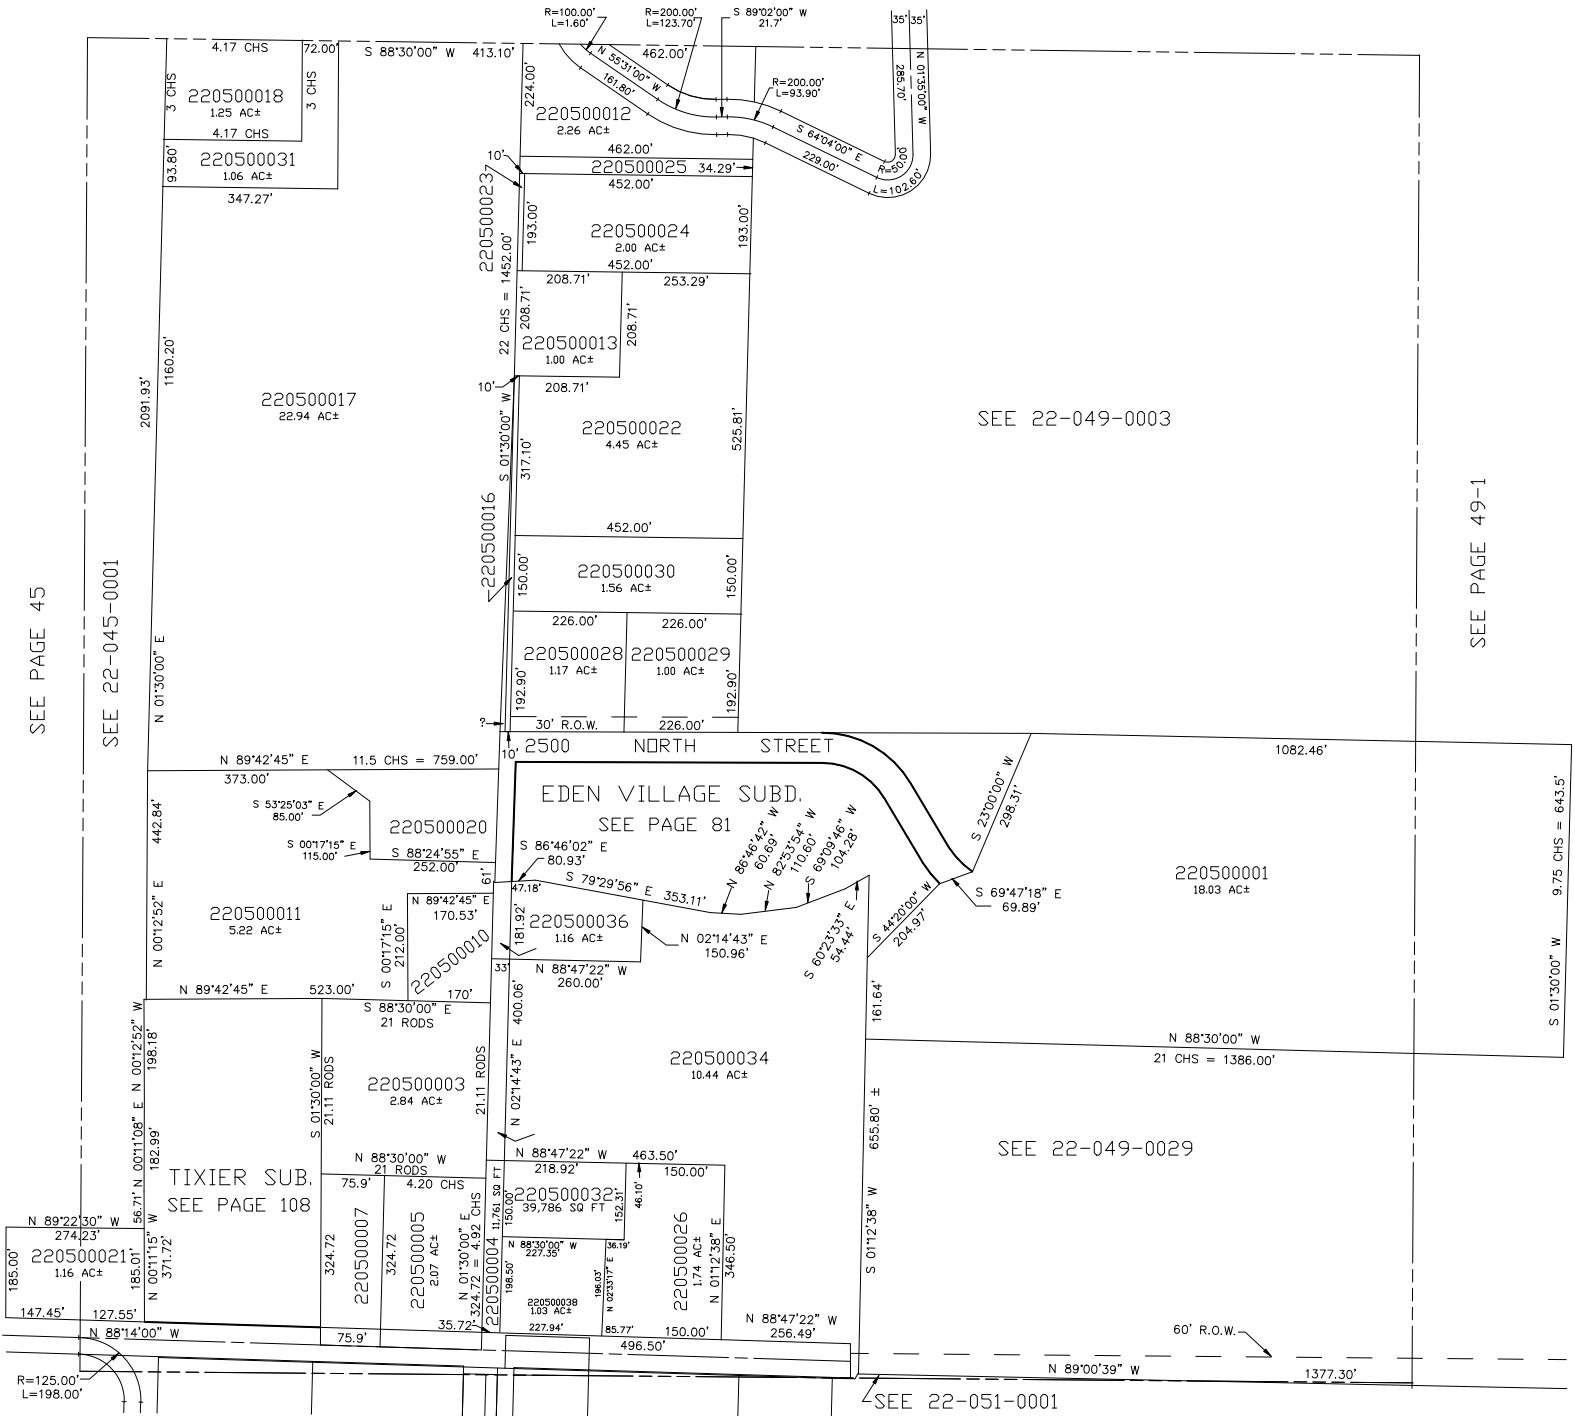 R=100.00'
L=1.60'
R=200.00'
L=123.70'
S 89°02'00" W
21.7'
35'
35'
4.17 CHS
72.00'
S 88°30'00" W
413.10'
462.00'
N 55°31'00" W
161.80'
224.00'
R=200.00'
L=93.90'
285.70'
N 01°35'00" W
3 CHS
220500018
1.25 AC±
3 CHS
4.17 CHS
220500012
2.26 AC±
S 64°04'00" E
229.00'
R=50.00'
L=102.60'
93.80'
220500031
1.06 AC±
347.27'
462.00'
10'
220500025
34.29'
452.00'
220500023
193.00'
220500024
2.00 AC±
193.00'
452.00'
22 CHS = 1452.00'
208.71'
253.29'
208.71'
208.71'
220500013
1.00 AC±
208.71'
10'
1160.20'
2091.93'
220500017
22.94 AC±
S 01°30'00" W
317.10'
220500022
4.45 AC±
525.81'
SEE 22-049-0003
220500016
452.00'
150.00'
220500030
1.56 AC±
150.00'
SEE PAGE 45
SEE 22-045-0001
SEE PAGE 49-1
N 01°30'00" E
226.00'
226.00'
220500028
1.17 AC±
220500029
1.00 AC±
192.90'
192.90'
?
30' R.O.W.
226.00'
10'
2500 NORTH STREET
1082.46'
N 89°42'45" E
11.5 CHS = 759.00'
373.00'
S 53°25'03" E
85.00'
442.84'
EDEN VILLAGE SUBD.
SEE PAGE 81
S 23°00'00" W
298.31'
9.75 CHS = 643.5'
220500020
S 00°17'15" E
115.00'
S 88°24'55" E
252.00'
61'
S 86°46'02" E
80.93'
N 86°46'42" W
60.69'
N 82°53'54" W
110.60'
S 69°09'46" W
104.28'
47.18'
S 79°29'56" E
353.11'
220500001
18.03 AC±
S 69°47'18" E
69.89'
S 44°20'00" W
204.97'
N 89°42'45" E
170.53'
220500011
5.22 AC±
N 00°12'52" E
S 00°17'15" E
212.00'
220500010
181.92'
220500036
1.16 AC±
N 02°14'43" E
150.96'
S 60°23'33" E
54.44'
33'
N 88°47'22" W
260.00'
N 89°42'45" E
523.00'
170'
S 88°30'00" E
21 RODS
400.06'
161.64'
S 01°30'00" W
N 88°30'00" W
21 CHS = 1386.00'
N 00°12'52" W
198.18'
S 01°30'00" W
21.11 RODS
220500003
2.84 AC±
21.11 RODS
N 02°14'43" E
220500034
10.44 AC±
655.80' ±
SEE 22-049-0029
N 00°11'08" E
182.99'
N 88°30'00" W
21 RODS
N 88°47'22" W
463.50'
218.92'
150.00'
TIXIER SUB.
SEE PAGE 108
75.9'
4.20 CHS
11,761 SQ FT
220500004
150.00'
220500032
39,786 SQ FT
152.31'
46.10'
56.71'
N 89°22'30" W
274.23'
220500021
1.16 AC±
185.00'
185.01'
N 00°11'15" W
371.72'
324.72
220500007
324.72
220500005
2.07 AC±
N 01°30'00" E
324.72 = 4.92 CHS
N 88°30'00" W
227.35'
36.19'
198.50'
196.03'
N 02°33'17" E
220500038
1.03 AC±
220500026
1.74 AC±
N 01°12'38" E
346.50'
S 01°12'38" W
147.45'
127.55'
N 88°14'00" W
75.9'
35.72'
227.94'
85.77'
150.00'
N 88°47'22" W
256.49'
496.50'
60' R.O.W.
N 89°00'39" W
1377.30'
R=125.00'
L=198.00'
SEE 22-051-0001